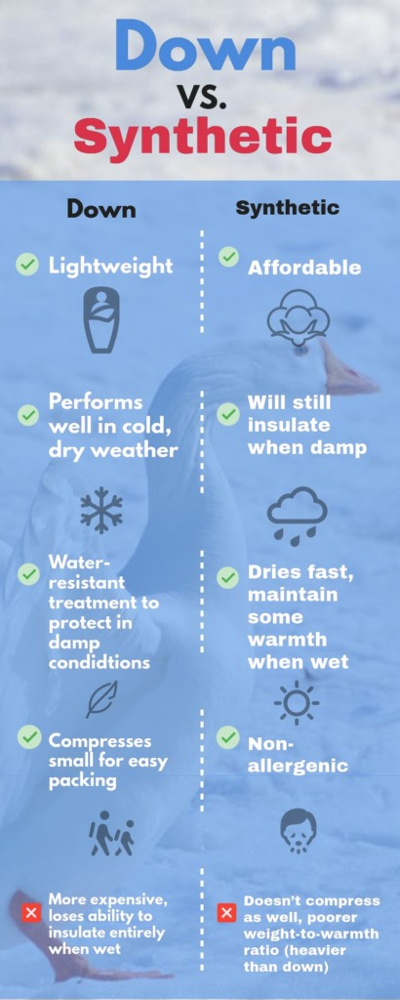 Down
vs.
Synthetic
Down
Synthetic
Lightweight
Affordable
Performs
well in cold,
dry weather
Will still
insulate
when damp
Water-
resistant
treatment to
protect in
damp
condidtions
Dries fast,
maintain
some
warmth
when wet
Compresses
small for easy
packing
Non-
allergenic
More expensive,
loses ability to
insulate entirely
when wet
Doesn't compress
as well, poorer
weight-to-warmth
ratio (heavier
than down)